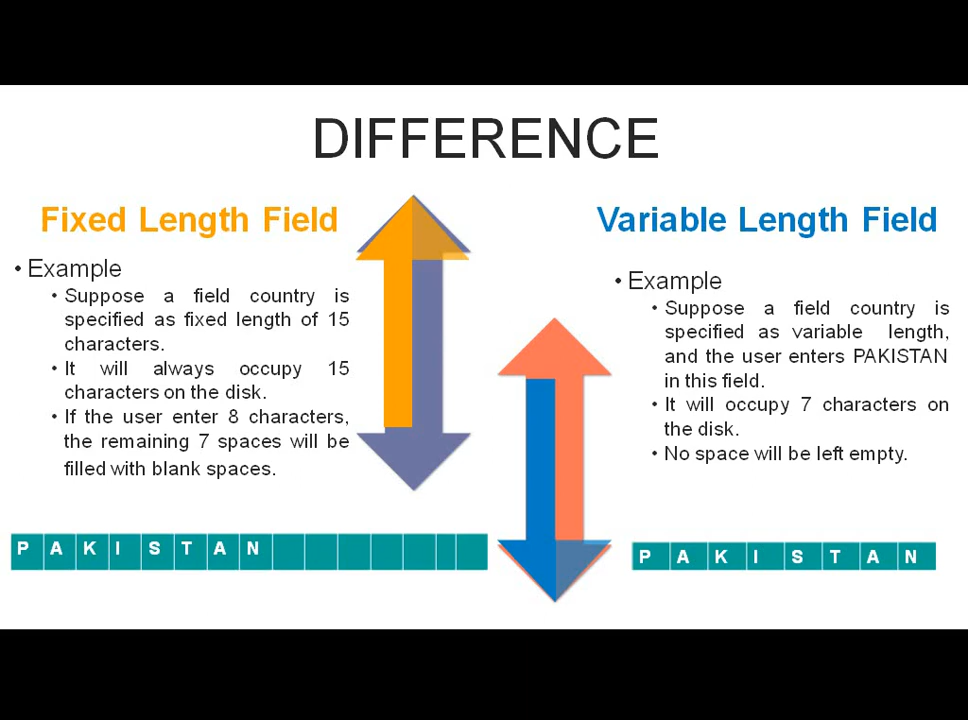 DIFFERENCE
Fixed Length Field
• Example
• Suppose a field country is
specified as fixed length of 15
characters.
• It will always occupy 15
characters on the disk.
• If the user enter 8 characters,
the remaining 7 spaces will be
filled with blank spaces.
P A K I S T A N
Variable Length Field
• Example
• Suppose a field country is
specified as variable length,
and the user enters PAKISTAN
in this field.
• It will occupy 7 characters on
the disk.
• No space will be left empty.
P A K I S T A N